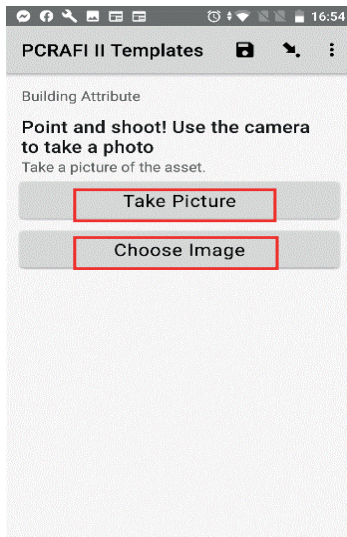 16:54
PCRAFI II Templates
Building Attribute
Point and shoot! Use the camera
to take a photo
Take a picture of the asset.
Take Picture
Choose Image